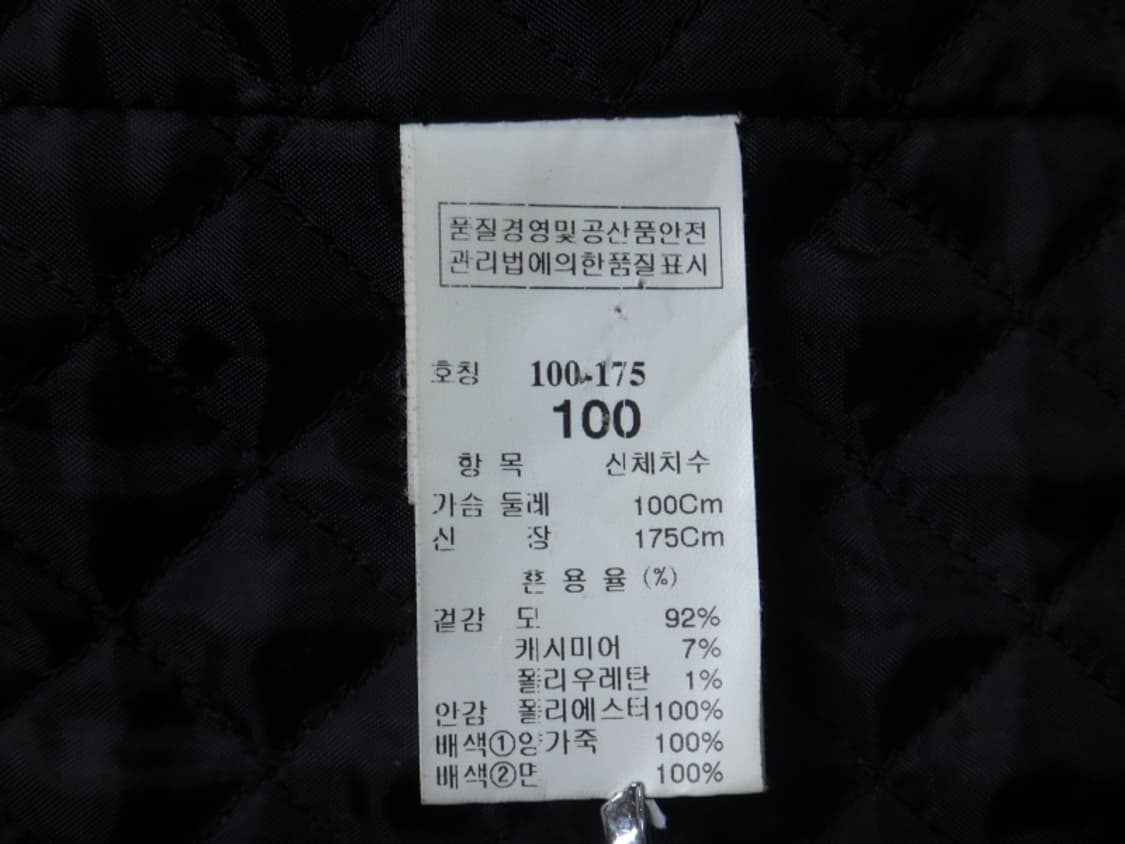 품질경영및공산품안전
관리법에의한품질표시
호칭 100-175
100
항 목 신체치수
가슴 둘레 100Cm
신 장 175Cm
혼 용 율 (%)
겉감 모 92%
캐시미어 7%
폴리우레탄 1%
안감 폴리에스터100%
배색①양가죽 100%
배색②면 100%